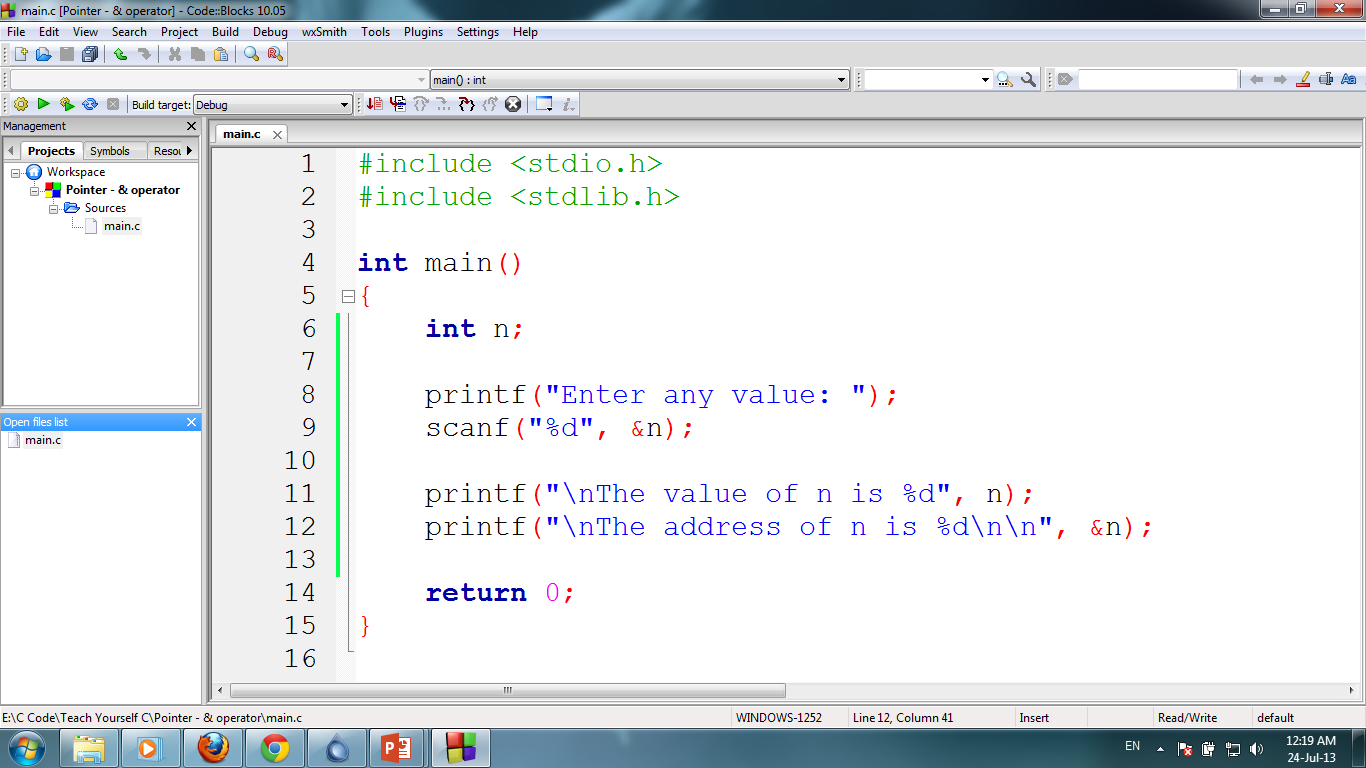 main.c [Pointer - & operator] - Code::Blocks 10.05
File Edit View Search Project Build Debug wxSmith Tools Plugins Settings Help
main() : int
Build target: Debug
Management
Projects Symbols Resou
Workspace
Pointer - & operator
Sources
main.c
Open files list
main.c
main.c
1 #include <stdio.h>
2 #include <stdlib.h>
3
4 int main()
5 {
6 int n;
7
8 printf("Enter any value: ");
9 scanf("%d", &n);
10
11 printf("\nThe value of n is %d", n);
12 printf("\nThe address of n is %d\n\n", &n);
13
14 return 0;
15 }
16
E:\C Code\Teach Yourself C\Pointer - & operator\main.c WINDOWS-1252 Line 12, Column 41 Insert Read/Write default
EN 12:19 AM
24-Jul-13